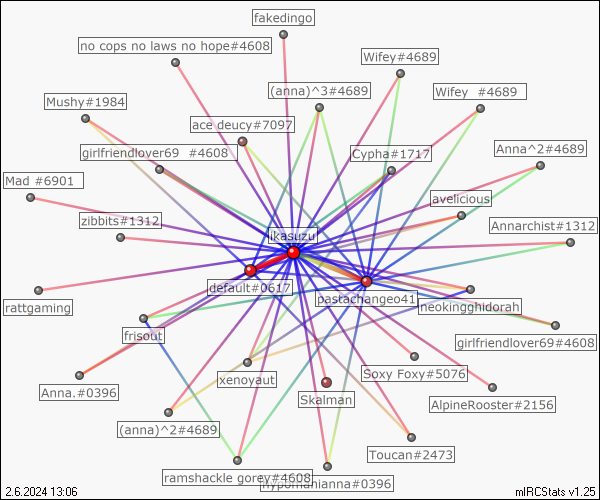 fakedingo
no cops no laws no hope#4608
Wifey#4689
(anna)^3#4689
Wifey #4689
Mushy#1984
ace deucy#7097
girlfriendlover69 #4608
Cypha#1717
Anna^2#4689
Mad #6901
avelicious
zibbits#1312
Annarchist#1312
ikasuzu
default#0617
pastachangeo41
rattgaming
neokingghidorah
frisout
girlfriendlover69#4608
Soxy Foxy#5076
xenoyaut
Anna.#0396
Skalman
AlpineRooster#2156
(anna)^2#4689
Toucan#2473
ramshackle gorey#4608
hypomanianna#0396
2.6.2024 13:06
mIRCStats v1.25